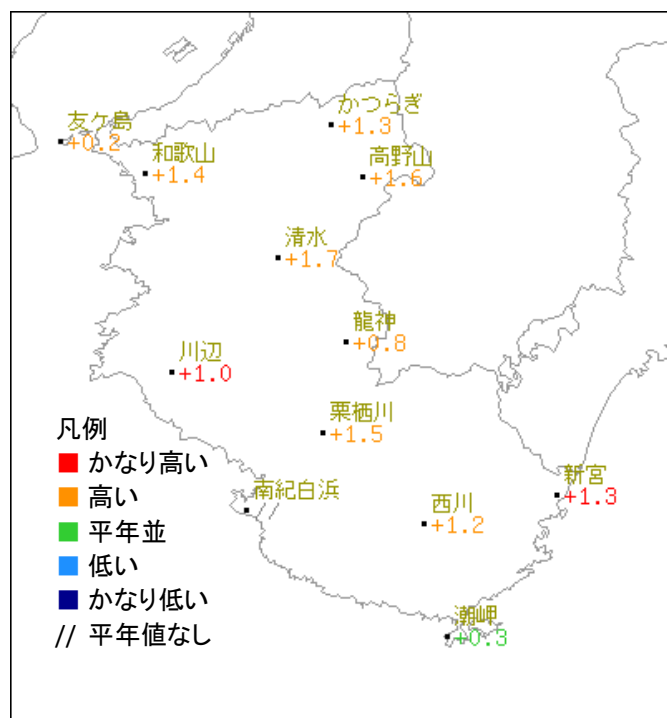 かつらぎ
+1.3
友ケ島
+0.2
和歌山
+1.4
高野山
+1.6
清水
+1.7
龍神
+0.8
川辺
+1.0
栗栖川
+1.5
南紀白浜
//
西川
+1.2
新宮
+1.3
潮岬
+0.3
凡例
かなり高い
高い
平年並
低い
かなり低い
// 平年値なし